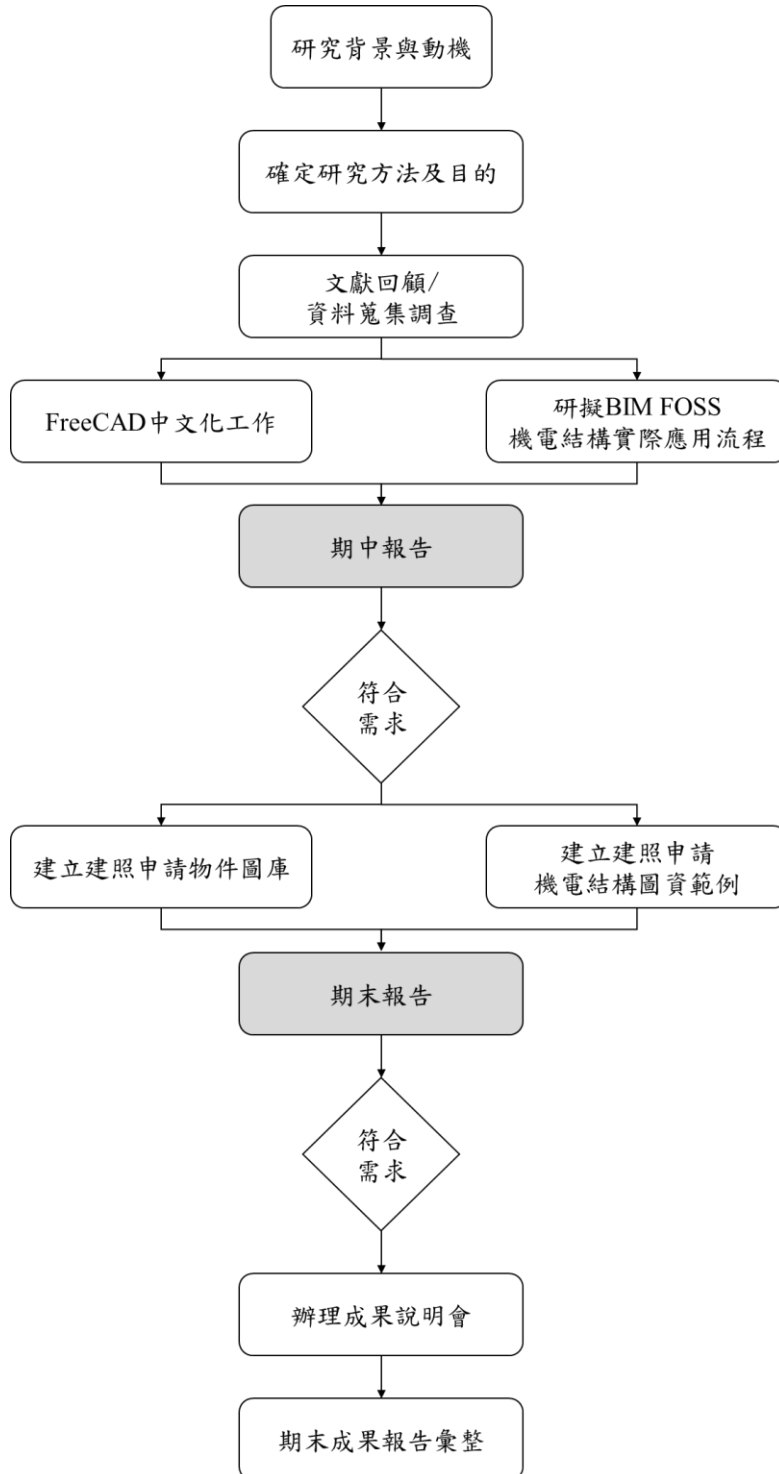 研究背景與動機
確定研究方法及目的
文獻回顧/
資料蒐集調查
FreeCAD中文化工作
研擬BIM FOSS
機電結構實際應用流程
期中報告
符合
需求
建立建照申請物件圖庫
建立建照申請
機電結構圖資範例
期末報告
符合
需求
辦理成果說明會
期末成果報告彙整